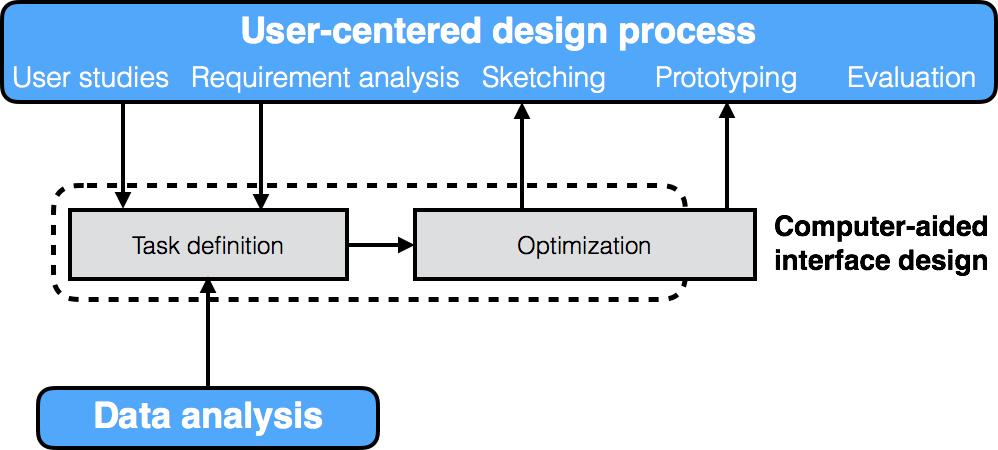 User-centered design process
User studies Requirement analysis Sketching Prototyping Evaluation
Task definition
Optimization
Computer-aided
interface design
Data analysis